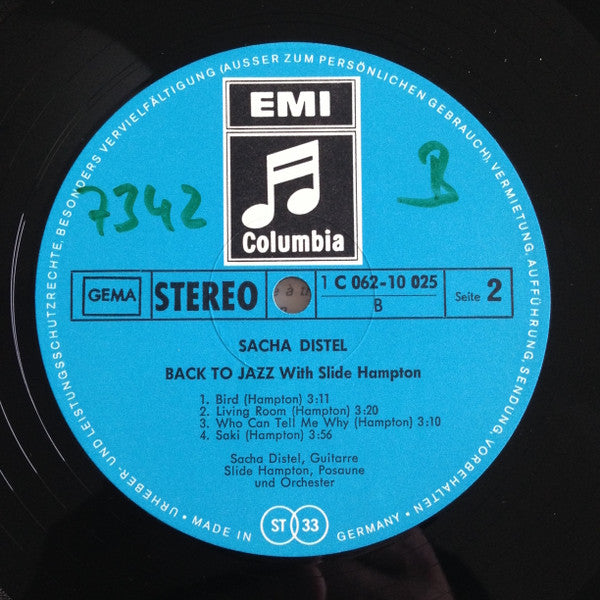 URHEBER- UND LEISTUNGSSCHUTZRECHTE, BESONDERS VERVIELFÄLTIGUNG (AUSSER ZUM PERSÖNLICHEN GEBRAUCH), VERMIETUNG, AUFFÜHRUNG, SENDUNG, VORBEHALTEN •
EMI
7342
B
Columbia
GEMA
STEREO
1 C 062-10 025
B
Seite 2
SACHA DISTEL
BACK TO JAZZ With Slide Hampton
1. Bird (Hampton) 3:11
2. Living Room (Hampton) 3:20
3. Who Can Tell Me Why (Hampton) 3:10
4. Saki (Hampton) 3:56
Sacha Distel, Guitarre
Slide Hampton, Posaune
und Orchester
• MADE IN
ST 33
GERMANY •